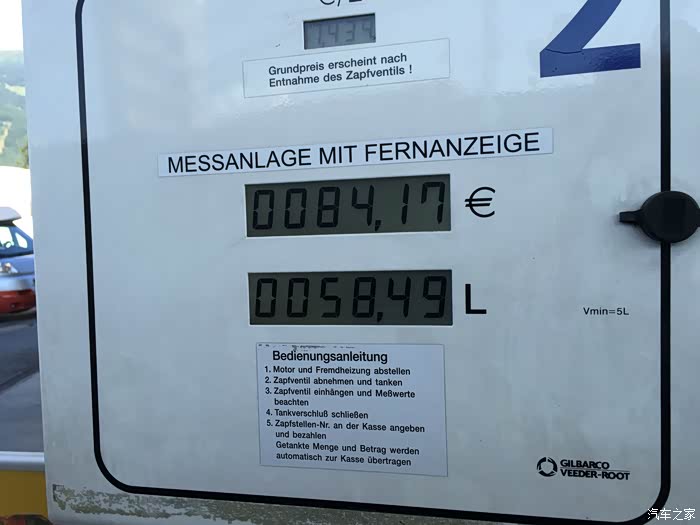 €/L
1,439
Grundpreis erscheint nach
Entnahme des Zapfventils !
2
MESSANLAGE MIT FERNANZEIGE
0084,17 €
0058,49 L
Vmin=5L
Bedienungsanleitung
1. Motor und Fremdheizung abstellen
2. Zapfventil abnehmen und tanken
3. Zapfventil einhängen und Meßwerte
beachten
4. Tankverschluß schließen
5. Zapfstellen-Nr. an der Kasse angeben
und bezahlen
Getankte Menge und Betrag werden
automatisch zur Kasse übertragen
GILBARCO
VEEDER-ROOT
汽车之家